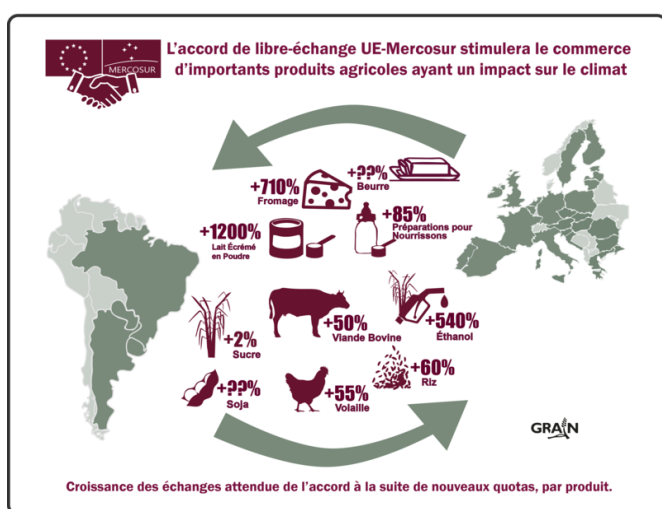 L'accord de libre-échange UE-Mercosur stimulera le commerce
d'importants produits agricoles ayant un impact sur le climat
MERCOSUR
+??%
Beurre
+710%
Fromage
+85%
Préparations pour
Nourrissons
+1200%
Lait Écrémé
en Poudre
+50%
Viande Bovine
+540%
Éthanol
+2%
Sucre
+60%
Riz
+??%
Soja
+55%
Volaille
GRAIN
Croissance des échanges attendue de l'accord à la suite de nouveaux quotas, par produit.